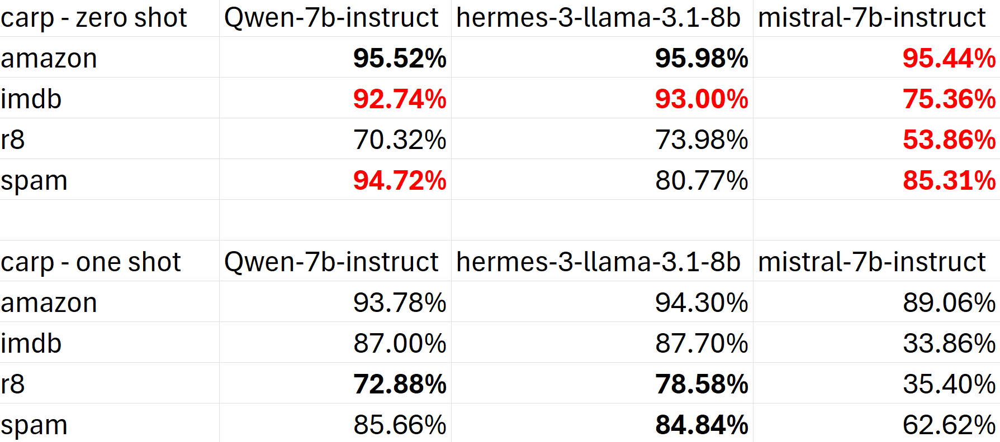 carp - zero shot Qwen-7b-instruct hermes-3-llama-3.1-8b mistral-7b-instruct
amazon 95.52% 95.98% 95.44%
imdb 92.74% 93.00% 75.36%
r8 70.32% 73.98% 53.86%
spam 94.72% 80.77% 85.31%
carp - one shot Qwen-7b-instruct hermes-3-llama-3.1-8b mistral-7b-instruct
amazon 93.78% 94.30% 89.06%
imdb 87.00% 87.70% 33.86%
r8 72.88% 78.58% 35.40%
spam 85.66% 84.84% 62.62%